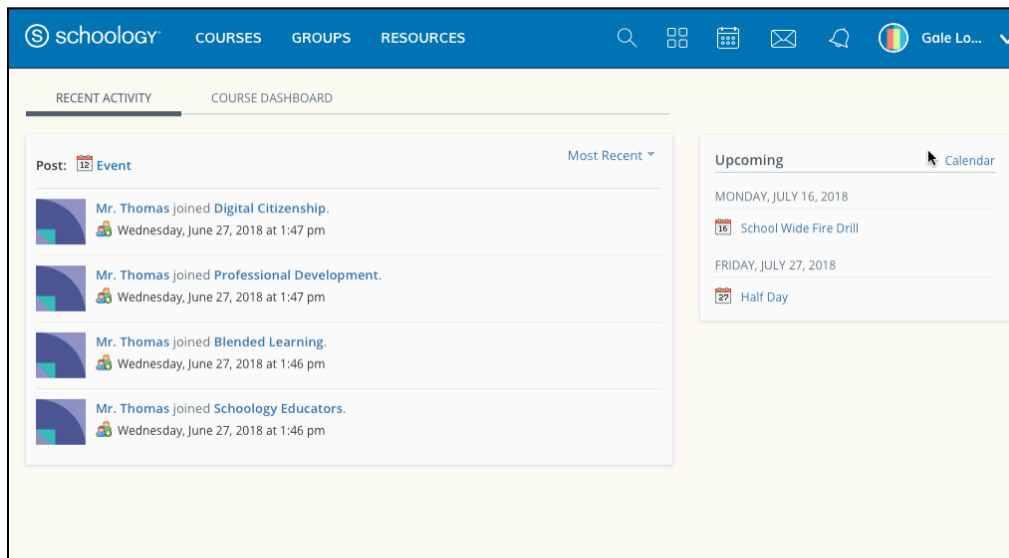 schoology COURSES GROUPS RESOURCES Gale Lo...
RECENT ACTIVITY COURSE DASHBOARD
Post: 12 Event Most Recent
Mr. Thomas joined Digital Citizenship.
Wednesday, June 27, 2018 at 1:47 pm
Mr. Thomas joined Professional Development.
Wednesday, June 27, 2018 at 1:47 pm
Mr. Thomas joined Blended Learning.
Wednesday, June 27, 2018 at 1:46 pm
Mr. Thomas joined Schoology Educators.
Wednesday, June 27, 2018 at 1:46 pm
Upcoming Calendar
MONDAY, JULY 16, 2018
16 School Wide Fire Drill
FRIDAY, JULY 27, 2018
27 Half Day